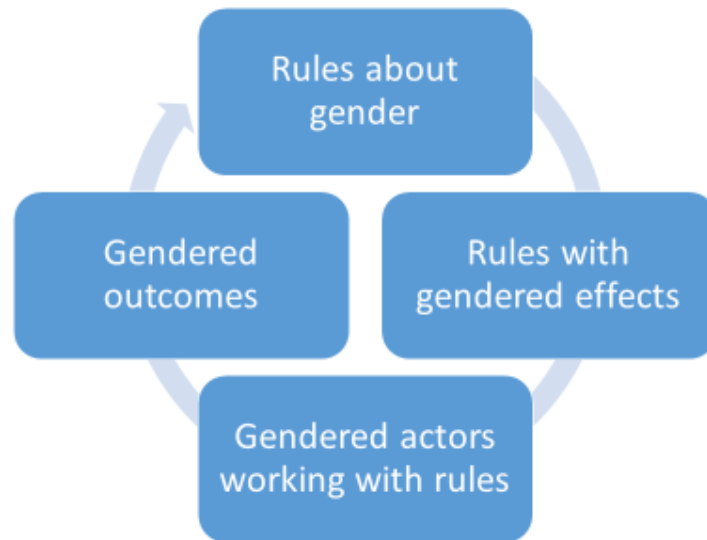 Rules about
gender
Rules with
gendered effects
Gendered actors
working with rules
Gendered
outcomes